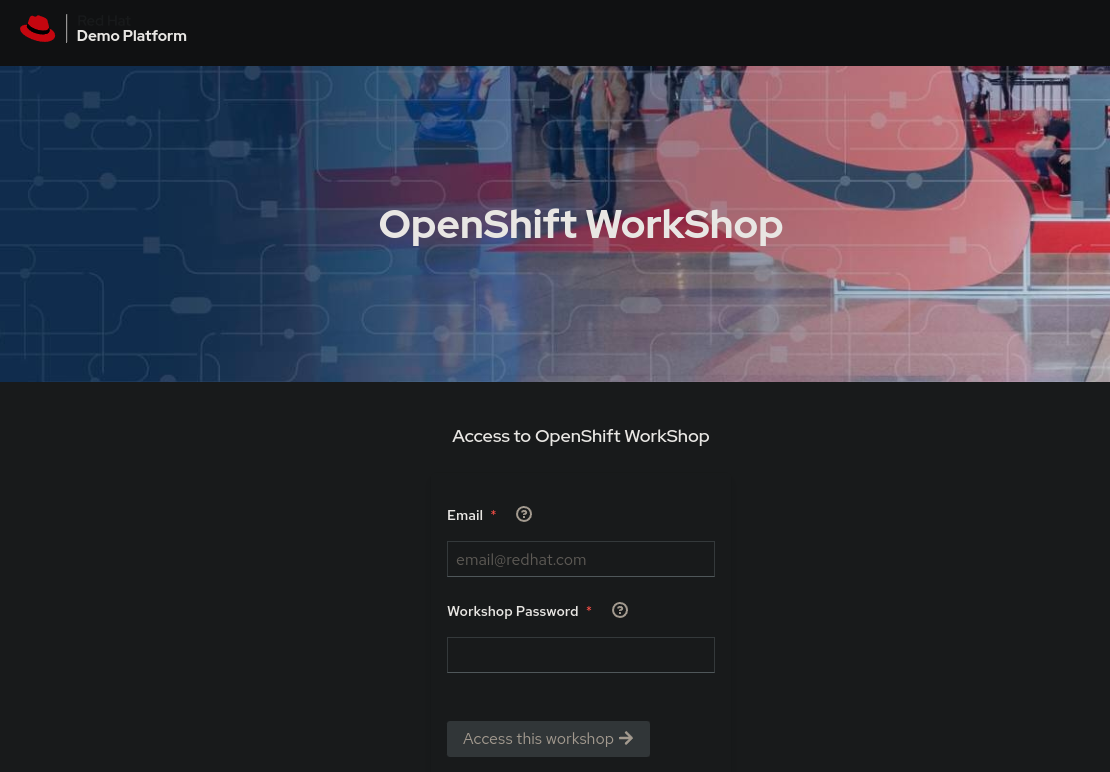 Red Hat
Demo Platform
OpenShift WorkShop
Access to OpenShift WorkShop
Email *
email@redhat.com
Workshop Password *
Access this workshop